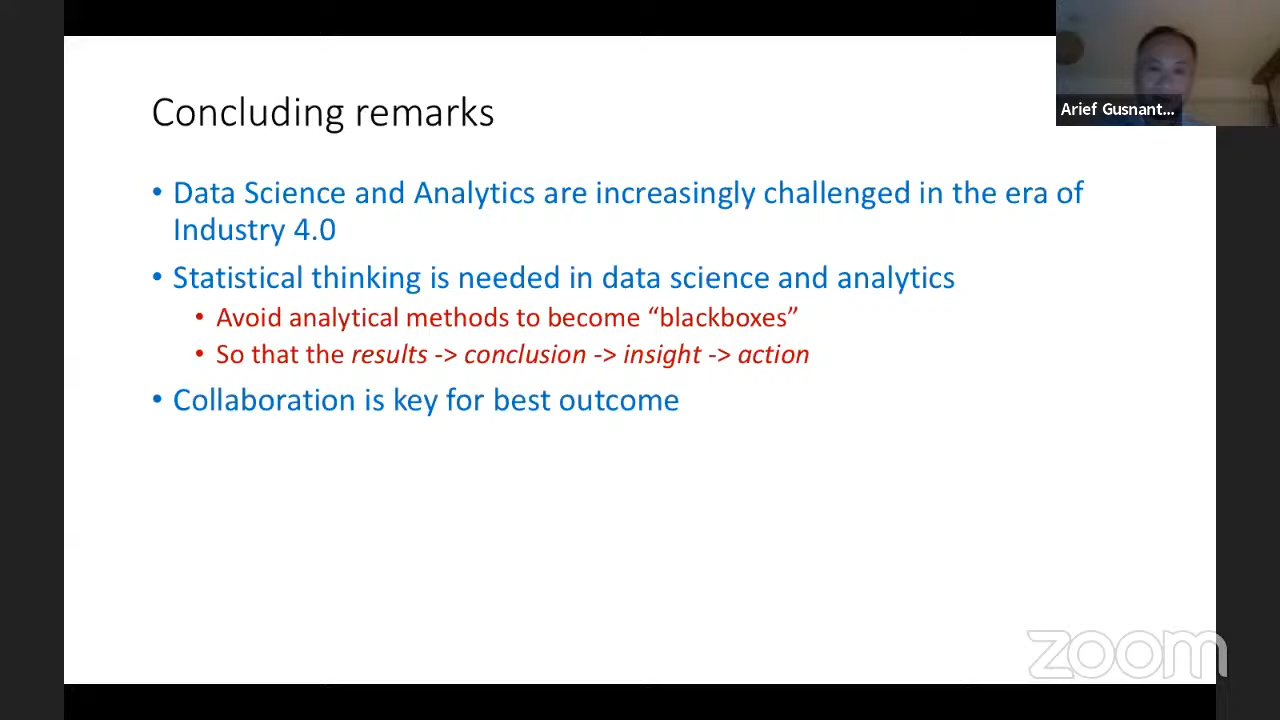 Concluding remarks
Arief Gusnant...
• Data Science and Analytics are increasingly challenged in the era of
Industry 4.0
• Statistical thinking is needed in data science and analytics
• Avoid analytical methods to become “blackboxes”
• So that the results -> conclusion -> insight -> action
• Collaboration is key for best outcome
zoom